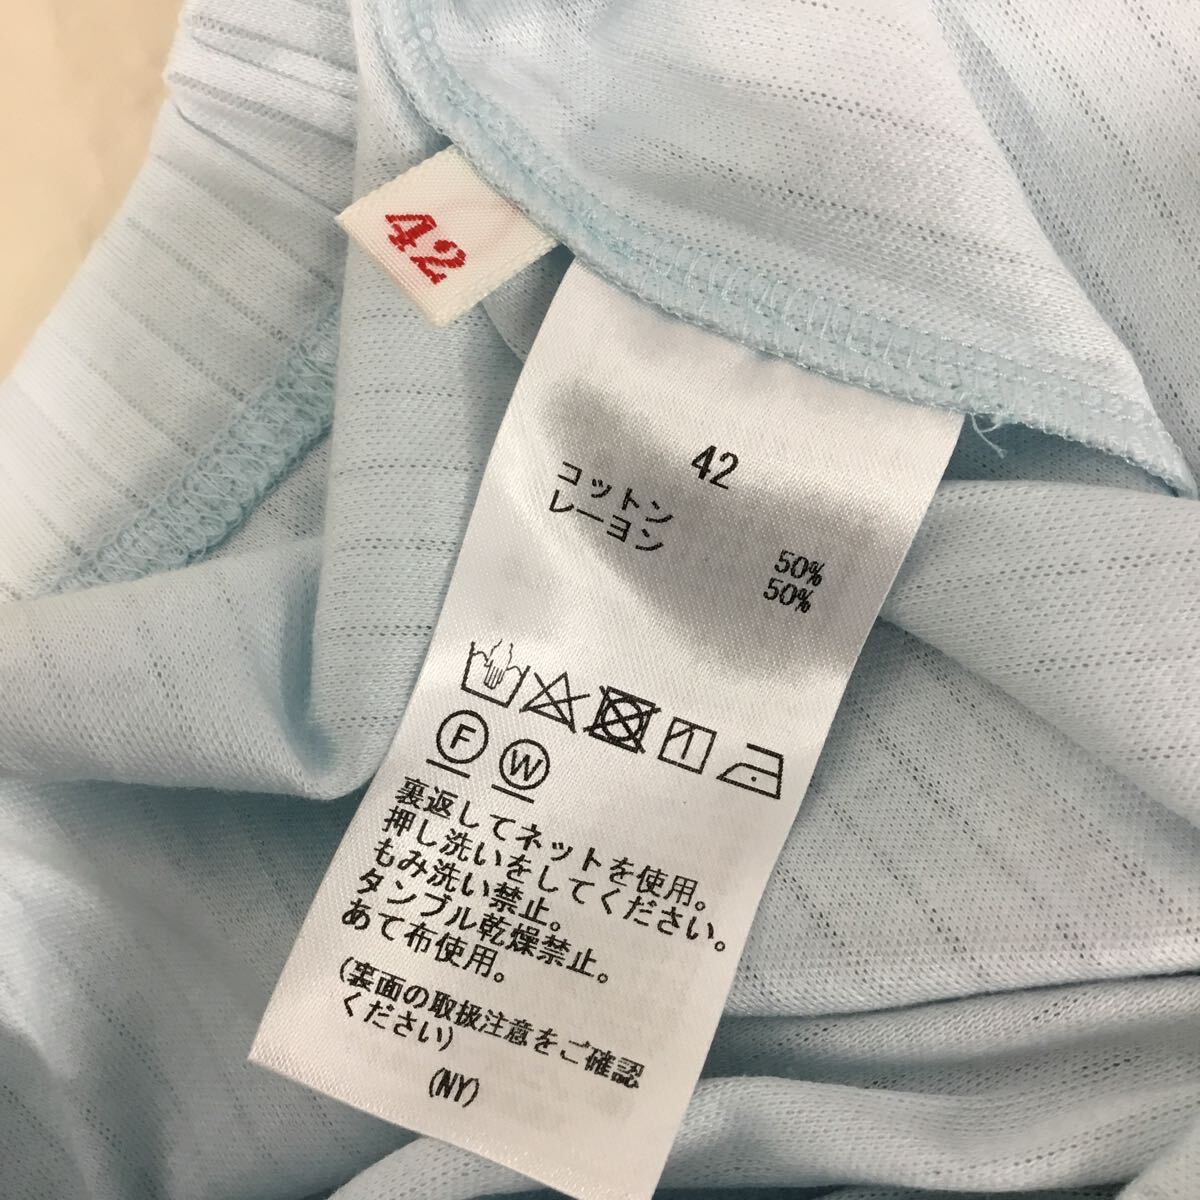 42
42
コットン 50%
レーヨン 50%
F W
裏返してネットを使用。
押し洗いをしてください。
もみ洗い禁止。
タンブル乾燥禁止。
あて布使用。
(裏面の取扱注意をご確認
ください)
(NY)